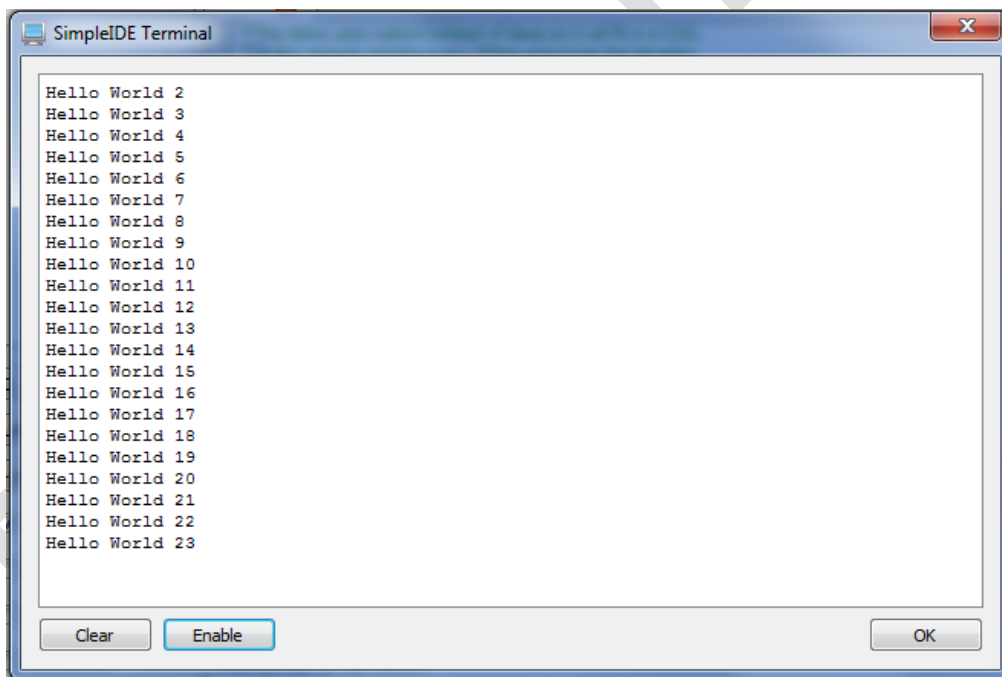 SimpleIDE Terminal
Hello World 2
Hello World 3
Hello World 4
Hello World 5
Hello World 6
Hello World 7
Hello World 8
Hello World 9
Hello World 10
Hello World 11
Hello World 12
Hello World 13
Hello World 14
Hello World 15
Hello World 16
Hello World 17
Hello World 18
Hello World 19
Hello World 20
Hello World 21
Hello World 22
Hello World 23
Clear Enable OK